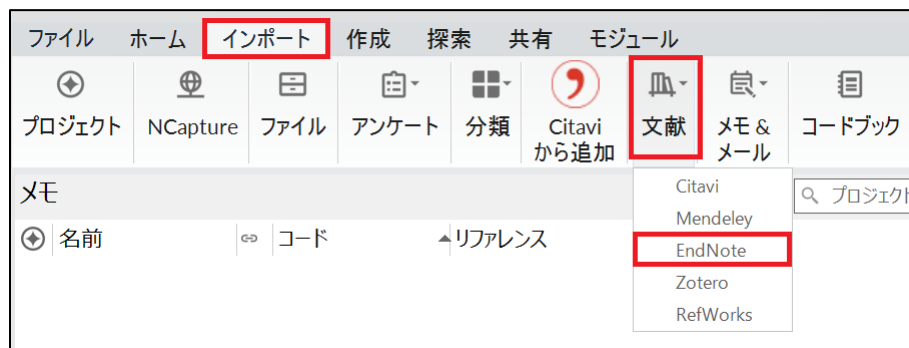 ファイル ホーム インポート 作成 探索 共有 モジュール
プロジェクト NCapture ファイル アンケート 分類 Citavi 文献 メモ & コードブック
から追加 メール
メモ
Citavi
プロジェクト
Mendeley
名前 コード リファレンス
EndNote
Zotero
RefWorks